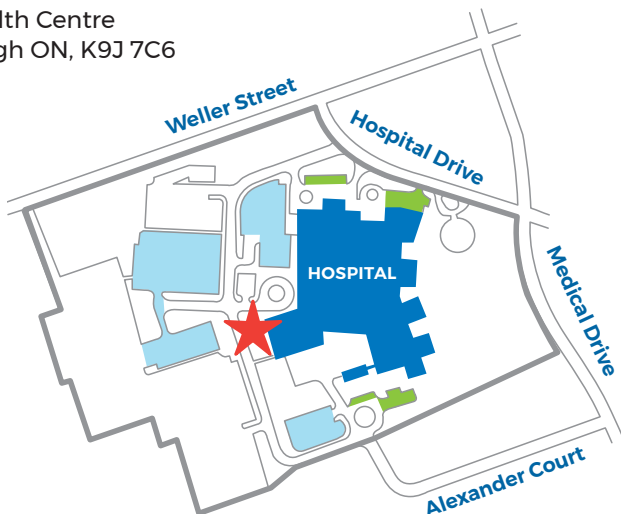 lth Centre
gh ON, K9J 7C6
Weller Street
Hospital Drive
HOSPITAL
Medical Drive
Alexander Court